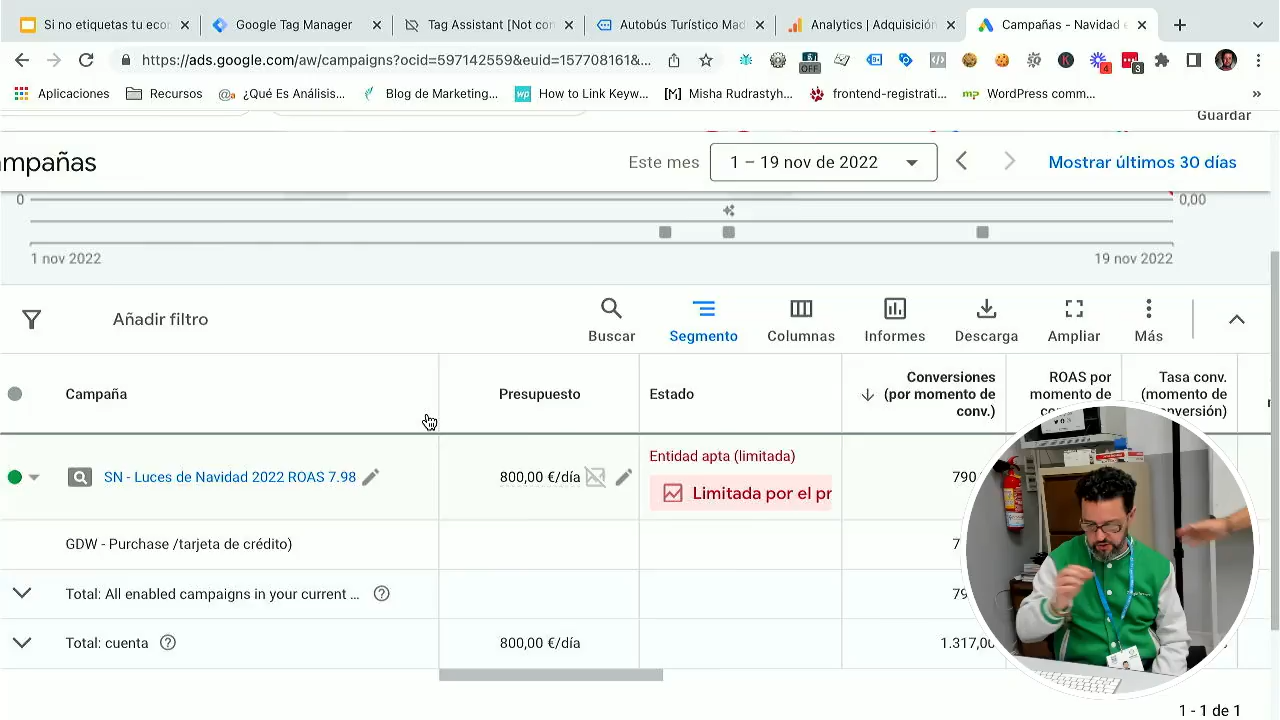 Si no etiquetas tu ecor
Google Tag Manager
Tag Assistant [Not con
Autobús Turístico Mad
Analytics | Adquisición
Campañas - Navidad e
https://ads.google.com/aw/campaigns?ocid=597142559&euid=157708161&...
OFF
4
3
Aplicaciones
Recursos
¿Qué Es Análisis...
Blog de Marketing...
wp
How to Link Keyw...
[M]
Misha Rudrastyh...
frontend-registrati...
mp
WordPress comm...
»
Guardar
mpañas
Este mes
1 – 19 nov de 2022
Mostrar últimos 30 días
0
0,00
1 nov 2022
19 nov 2022
Añadir filtro
Buscar
Segmento
Columnas
Informes
Descarga
Ampliar
Más
Campaña
Presupuesto
Estado
Conversiones
(por momento de
conv.)
ROAS por
momento de
Tasa conv.
(momento de
SN - Luces de Navidad 2022 ROAS 7.98
800,00 €/día
Entidad apta (limitada)
Limitada por el pr
790
GDW - Purchase /tarjeta de crédito)
7
Total: All enabled campaigns in your current ...
79
Total: cuenta
800,00 €/día
1.317,0
1 - 1 de 1